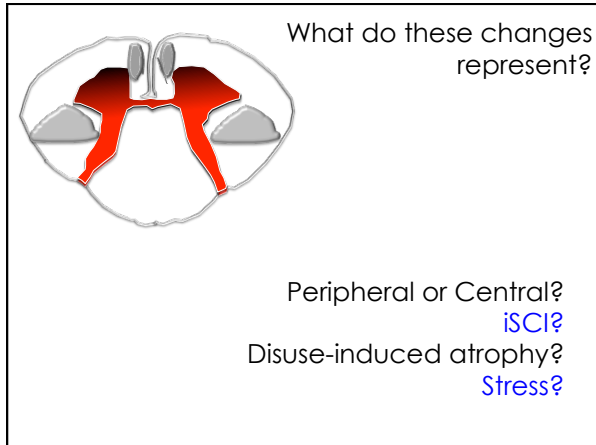 What do these changes
represent?
Peripheral or Central?
iSCI?
Disuse-induced atrophy?
Stress?